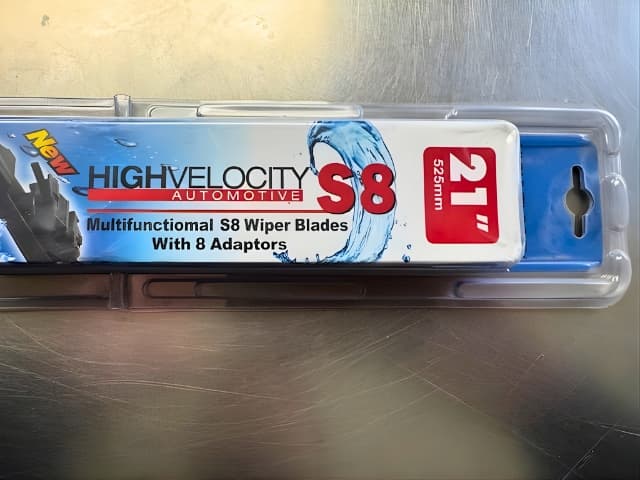 New
HIGHVELOCITY
AUTOMOTIVE
S8
Multifunctiomal S8 Wiper Blades
With 8 Adaptors
21"
525mm